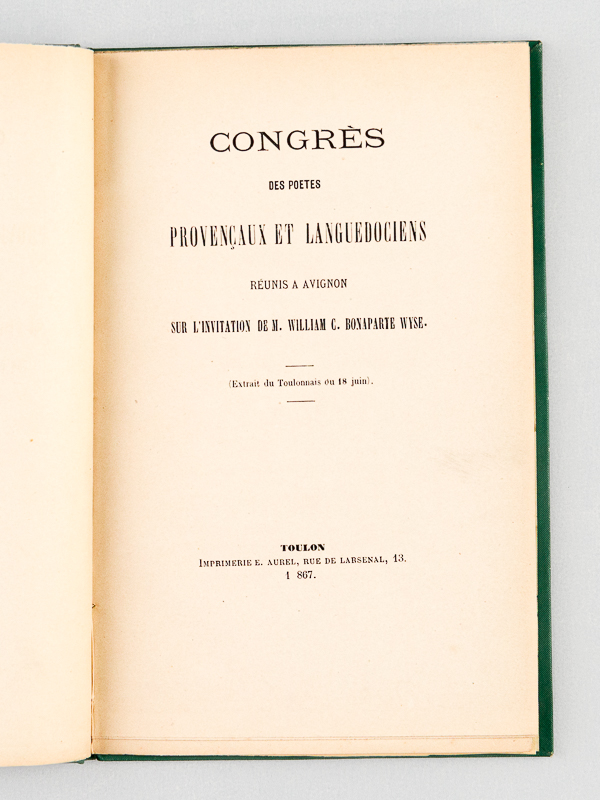 CONGRÈS
DES POETES
PROVENÇAUX ET LANGUEDOCIENS
RÉUNIS A AVIGNON
SUR L'INVITATION DE M. WILLIAM C. BONAPARTE WYSE.
(Extrait du Toulonnais du 18 juin).
TOULON
IMPRIMERIE E. AUREL, RUE DE LARSENAL, 13.
1 867.